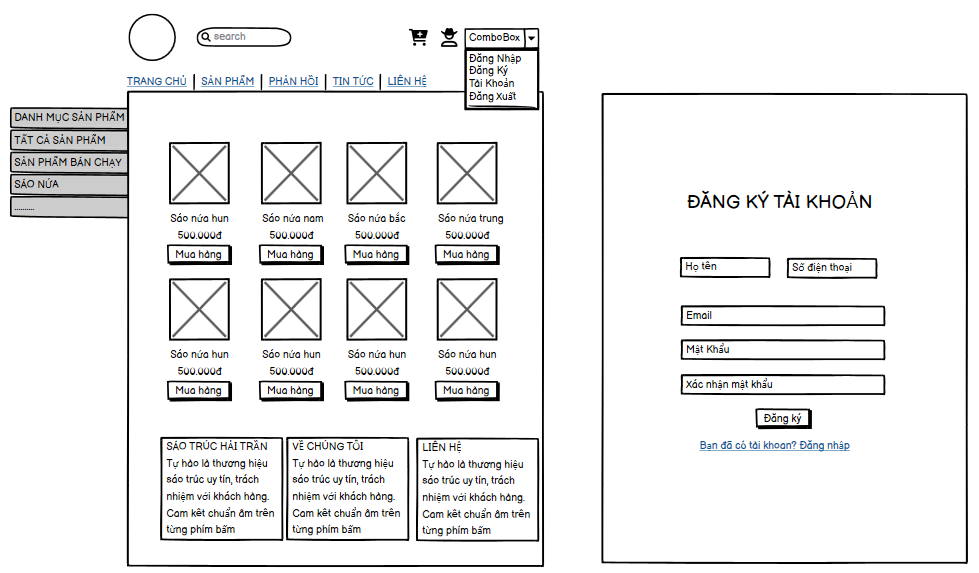 search
ComboBox
Đăng Nhập
Đăng Ký
Tài Khoản
Đăng Xuất
TRANG CHỦ SẢN PHẨM PHẢN HỒI TIN TỨC LIÊN HỆ
DANH MỤC SẢN PHẨM
TẤT CẢ SẢN PHẨM
SẢN PHẨM BÁN CHẠY
SÁO NỨA
..........
Sáo nứa hun Sáo nứa nam Sáo nứa bắc Sáo nứa trung
500.000đ 500.000đ 500.000đ 500.000đ
Mua hàng Mua hàng Mua hàng Mua hàng
Sáo nứa hun Sáo nứa hun Sáo nứa hun Sáo nứa hun
500.000đ 500.000đ 500.000đ 500.000đ
Mua hàng Mua hàng Mua hàng Mua hàng
SÁO TRÚC HẢI TRẦN
Tự hào là thương hiệu
sáo trúc uy tín, trách
nhiệm với khách hàng.
Cam kết chuẩn âm trên
từng phím bấm
VỀ CHÚNG TÔI
Tự hào là thương hiệu
sáo trúc uy tín, trách
nhiệm với khách hàng.
Cam kết chuẩn âm trên
từng phím bấm
LIÊN HỆ
Tự hào là thương hiệu
sáo trúc uy tín, trách
nhiệm với khách hàng.
Cam kết chuẩn âm trên
từng phím bấm
ĐĂNG KÝ TÀI KHOẢN
Họ tên Số điện thoại
Email
Mật Khẩu
Xác nhận mật khẩu
Đăng ký
Bạn đã có tài khoan? Đăng nhập